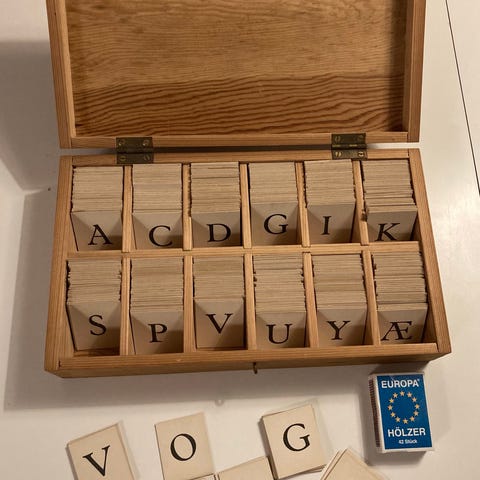 A C D G I K
S P V U Y Æ
EUROPA
HÖLZER
42 Stück
V O G